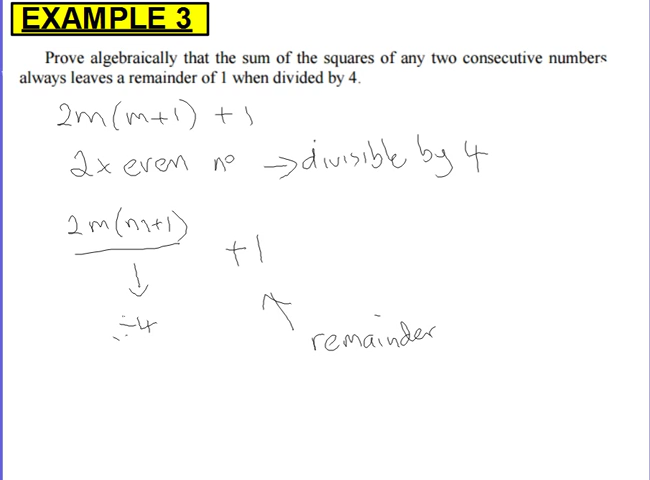 EXAMPLE 3
Prove algebraically that the sum of the squares of any two consecutive numbers
always leaves a remainder of 1 when divided by 4.
2m(m+1) + 1
2x even nº → divisible by 4
2m(m+1) + 1
↓
÷4
remainder